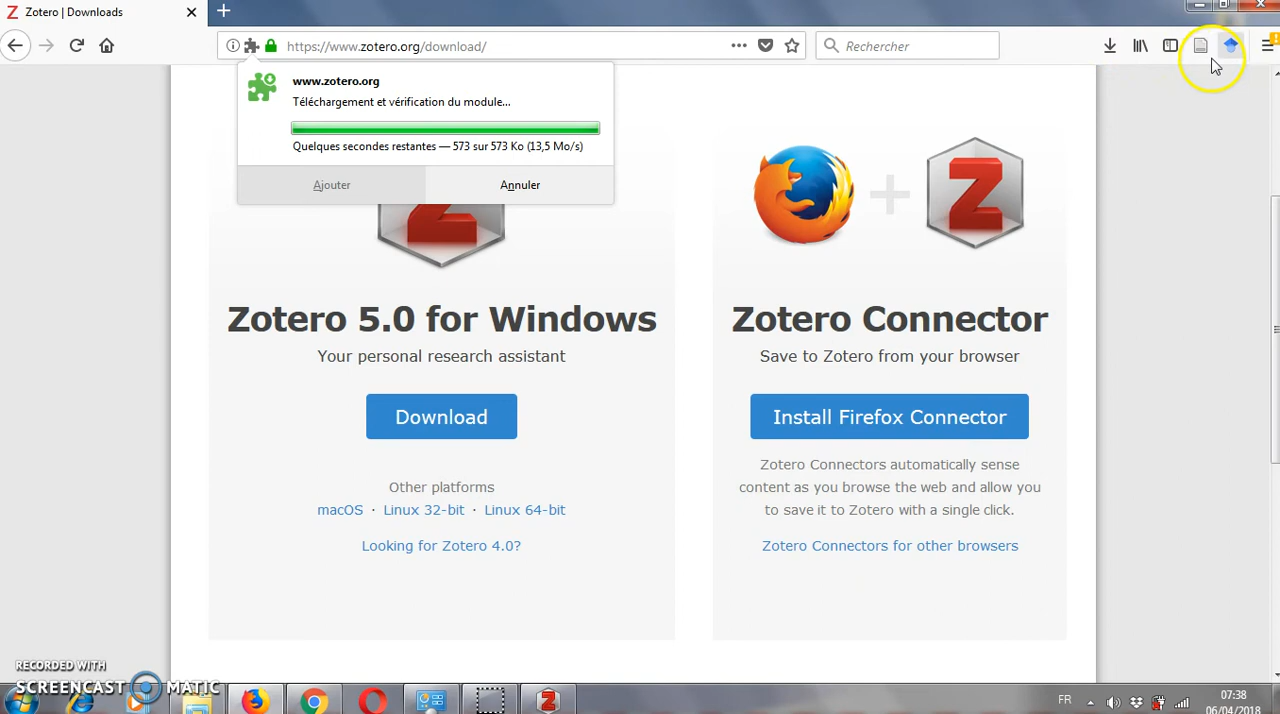 Zotero | Downloads
https://www.zotero.org/download/
Rechercher
www.zotero.org
Téléchargement et vérification du module...
Quelques secondes restantes — 573 sur 573 Ko (13,5 Mo/s)
Ajouter
Annuler
Zotero 5.0 for Windows
Your personal research assistant
Download
Other platforms
macOS · Linux 32-bit · Linux 64-bit
Looking for Zotero 4.0?
Zotero Connector
Save to Zotero from your browser
Install Firefox Connector
Zotero Connectors automatically sense
content as you browse the web and allow you
to save it to Zotero with a single click.
Zotero Connectors for other browsers
RECORDED WITH
SCREENCAST MATIC
FR
07:38
06/04/2018